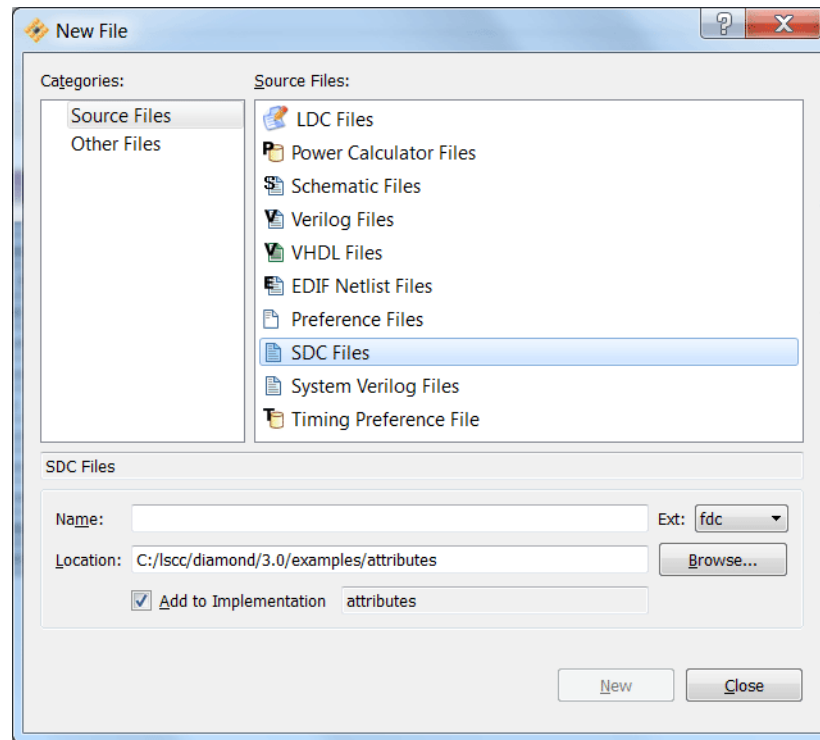 New File
Categories:
Source Files:
Source Files
Other Files
LDC Files
Power Calculator Files
Schematic Files
Verilog Files
VHDL Files
EDIF Netlist Files
Preference Files
SDC Files
System Verilog Files
Timing Preference File
SDC Files
Name: Ext: fdc
Location: C:/lscc/diamond/3.0/examples/attributes Browse...
Add to Implementation attributes
New Close